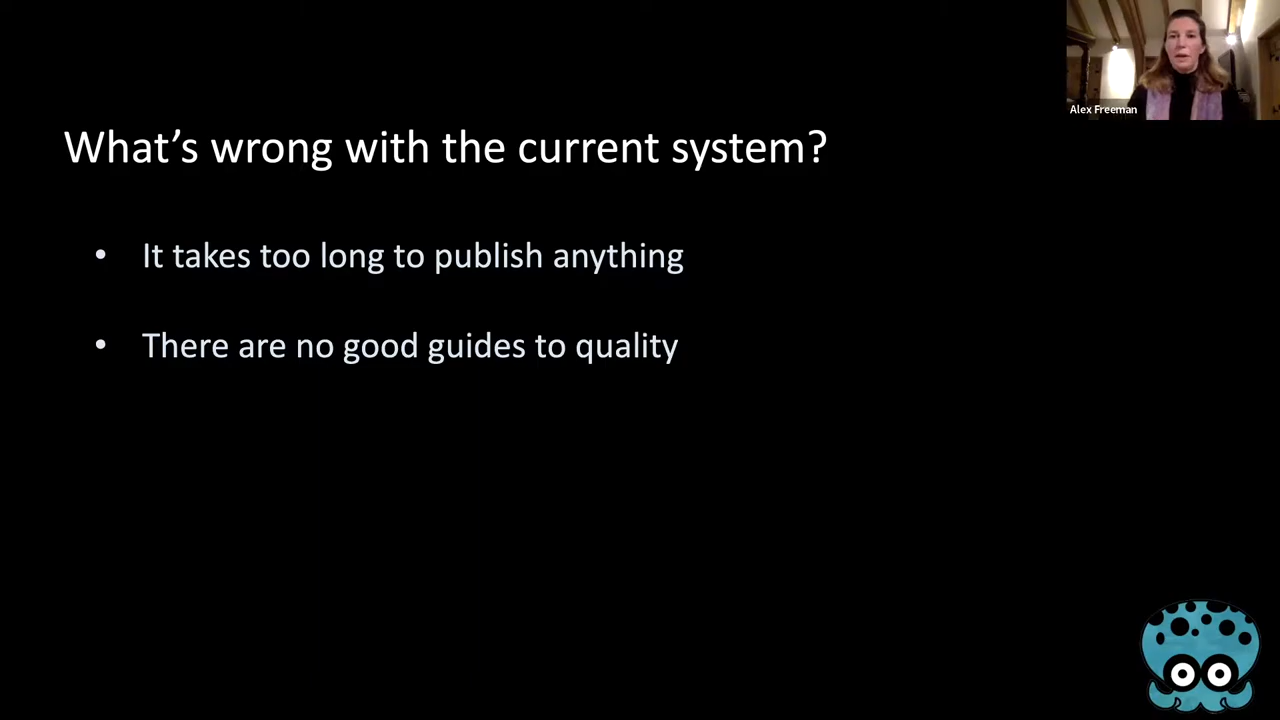 Alex Freeman
What’s wrong with the current system?
• It takes too long to publish anything
• There are no good guides to quality